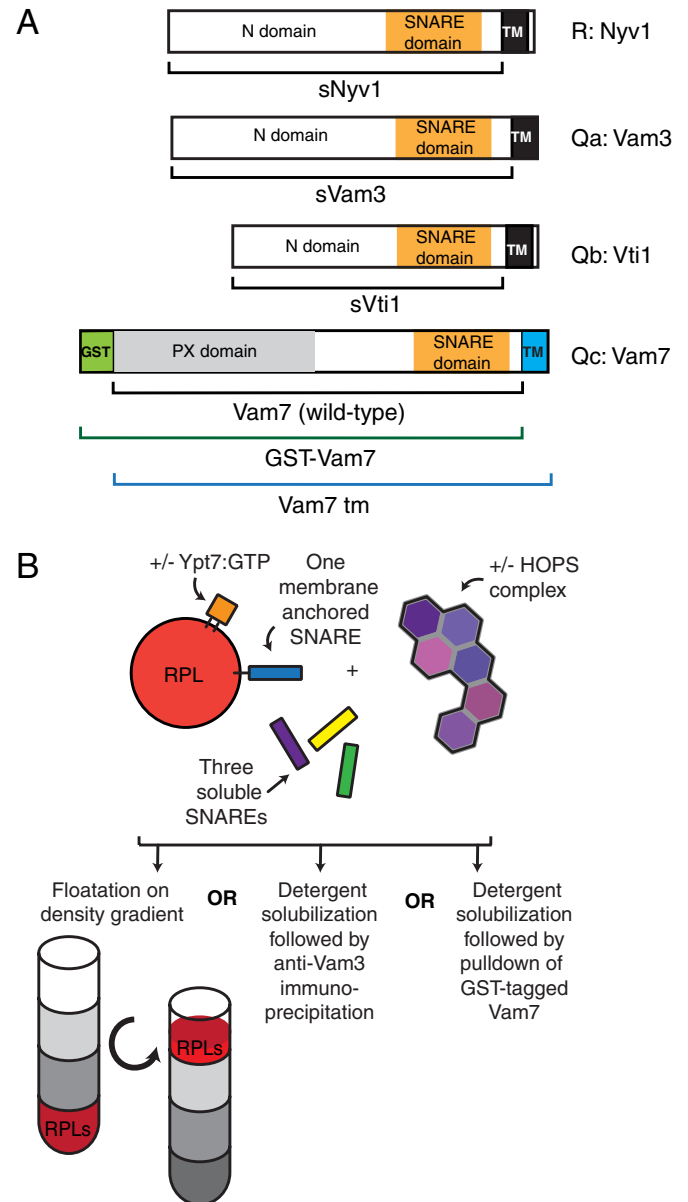 A
N domain
SNARE
domain
TM
R: Nyv1
sNyv1
N domain
SNARE
domain
TM
Qa: Vam3
sVam3
N domain
SNARE
domain
TM
Qb: Vti1
sVti1
GST
PX domain
SNARE
domain
TM
Qc: Vam7
Vam7 (wild-type)
GST-Vam7
Vam7 tm
B
+/- Ypt7:GTP
One
membrane
anchored
SNARE
+/- HOPS
complex
RPL
+
Three
soluble
SNAREs
Floatation on
density gradient
OR
Detergent
solubilization
followed by
anti-Vam3
immuno-
precipitation
OR
Detergent
solubilization
followed by
pulldown of
GST-tagged
Vam7
RPLs
RPLs